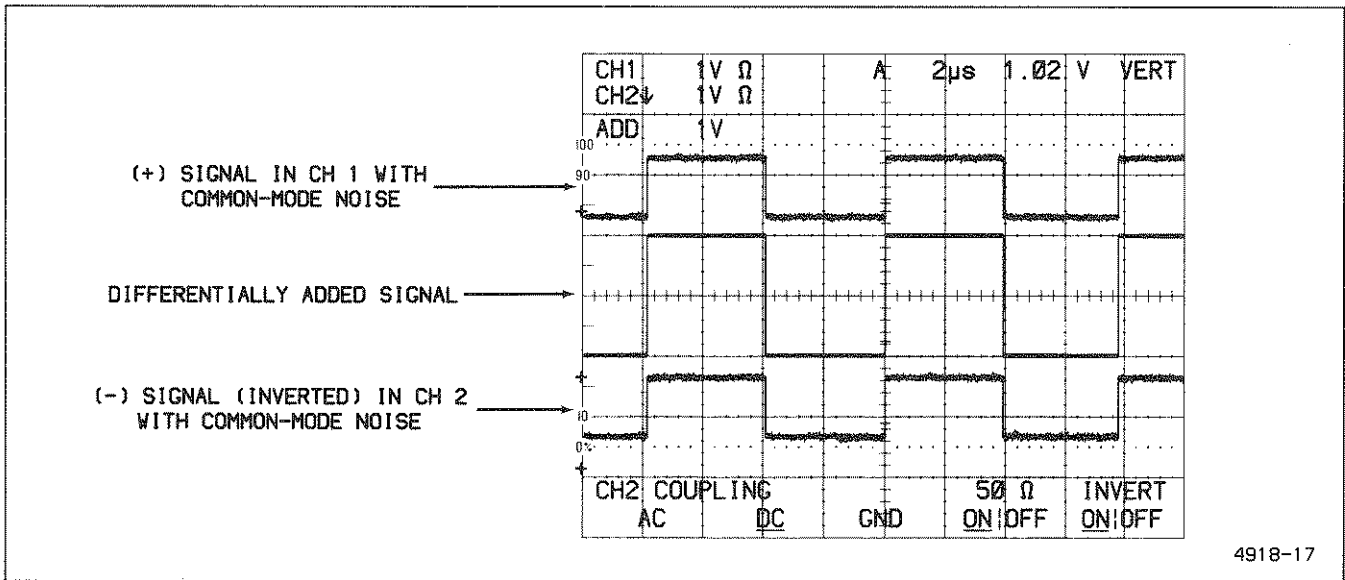 CH1 1V Ω A 2µs 1.02 V VERT
CH2↓ 1V Ω
ADD 1V
100
90
(+) SIGNAL IN CH 1 WITH
COMMON-MODE NOISE
DIFFERENTIALLY ADDED SIGNAL
(-) SIGNAL (INVERTED) IN CH 2
WITH COMMON-MODE NOISE
10
0%
CH2 COUPLING 50 Ω INVERT
AC DC GND ON|OFF ON|OFF
4918-17